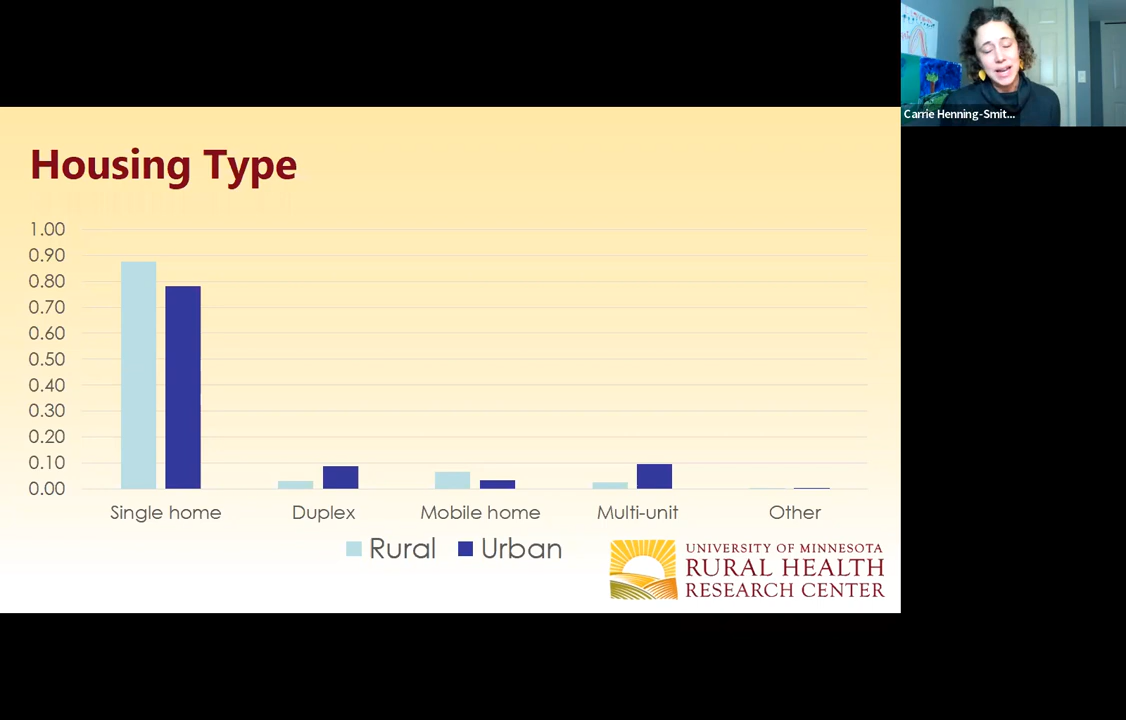 Carrie Henning-Smit...
Housing Type
1.00
0.90
0.80
0.70
0.60
0.50
0.40
0.30
0.20
0.10
0.00
Single home
Duplex
Mobile home
Multi-unit
Other
Rural
Urban
UNIVERSITY OF MINNESOTA
RURAL HEALTH
RESEARCH CENTER